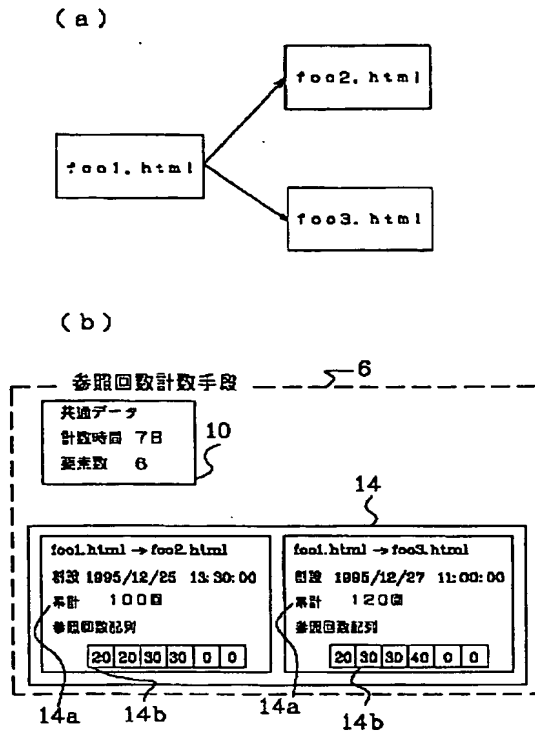 (a)
foo2.html
foo1.html
foo3.html
(b)
6
参照回数計数手段
共通データ
計数時間 7日
要素数 6
10
14
foo1.html → foo2.html
時刻 1995/12/25 13:30:00
累計 100回
参照回数配列
20 20 30 30 0 0
foo1.html → foo3.html
時刻 1995/12/27 11:00:00
累計 120回
参照回数配列
20 30 30 40 0 0
14a
14b
14a
14b